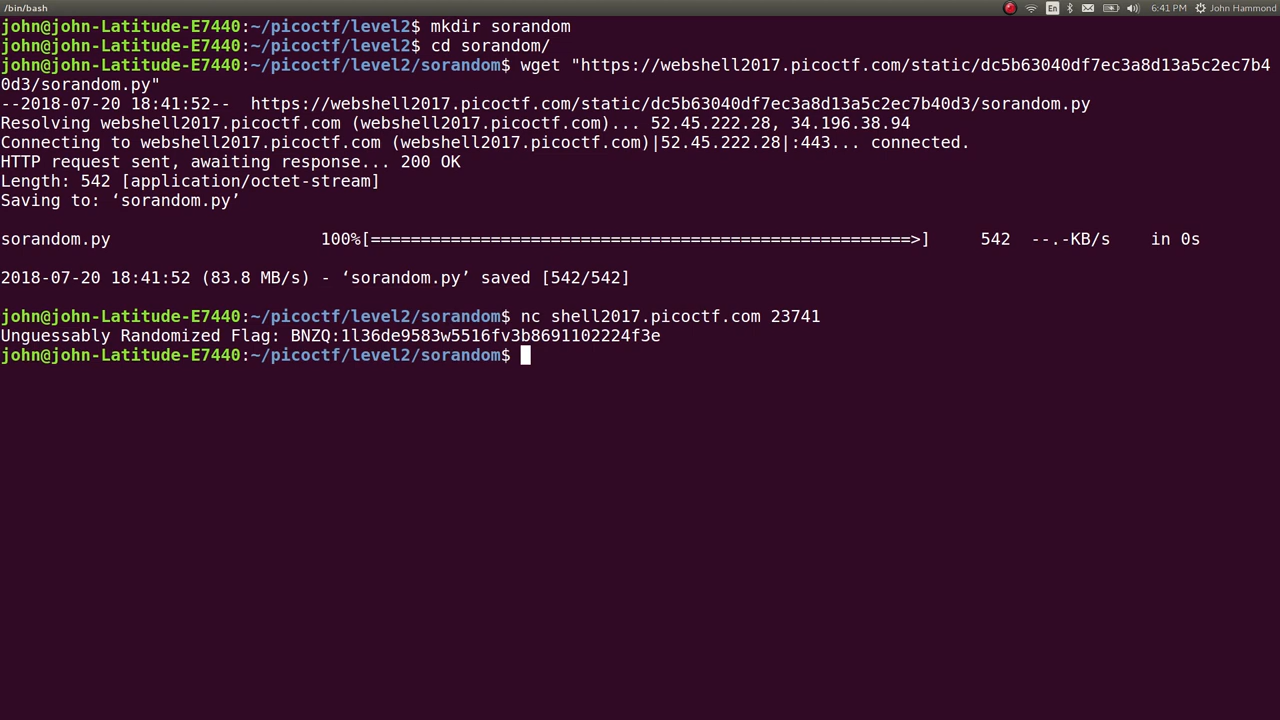 /bin/bash
En
6:41 PM
John Hammond
john@john-Latitude-E7440:~/picoctf/level2$ mkdir sorandom
john@john-Latitude-E7440:~/picoctf/level2$ cd sorandom/
john@john-Latitude-E7440:~/picoctf/level2/sorandom$ wget "https://webshell2017.picoctf.com/static/dc5b63040df7ec3a8d13a5c2ec7b4
0d3/sorandom.py"
--2018-07-20 18:41:52--  https://webshell2017.picoctf.com/static/dc5b63040df7ec3a8d13a5c2ec7b40d3/sorandom.py
Resolving webshell2017.picoctf.com (webshell2017.picoctf.com)... 52.45.222.28, 34.196.38.94
Connecting to webshell2017.picoctf.com (webshell2017.picoctf.com)|52.45.222.28|:443... connected.
HTTP request sent, awaiting response... 200 OK
Length: 542 [application/octet-stream]
Saving to: ‘sorandom.py’
sorandom.py                     100%[======================================================>]     542  --.-KB/s    in 0s
2018-07-20 18:41:52 (83.8 MB/s) - ‘sorandom.py’ saved [542/542]
john@john-Latitude-E7440:~/picoctf/level2/sorandom$ nc shell2017.picoctf.com 23741
Unguessably Randomized Flag: BNZQ:1l36de9583w5516fv3b8691102224f3e
john@john-Latitude-E7440:~/picoctf/level2/sorandom$